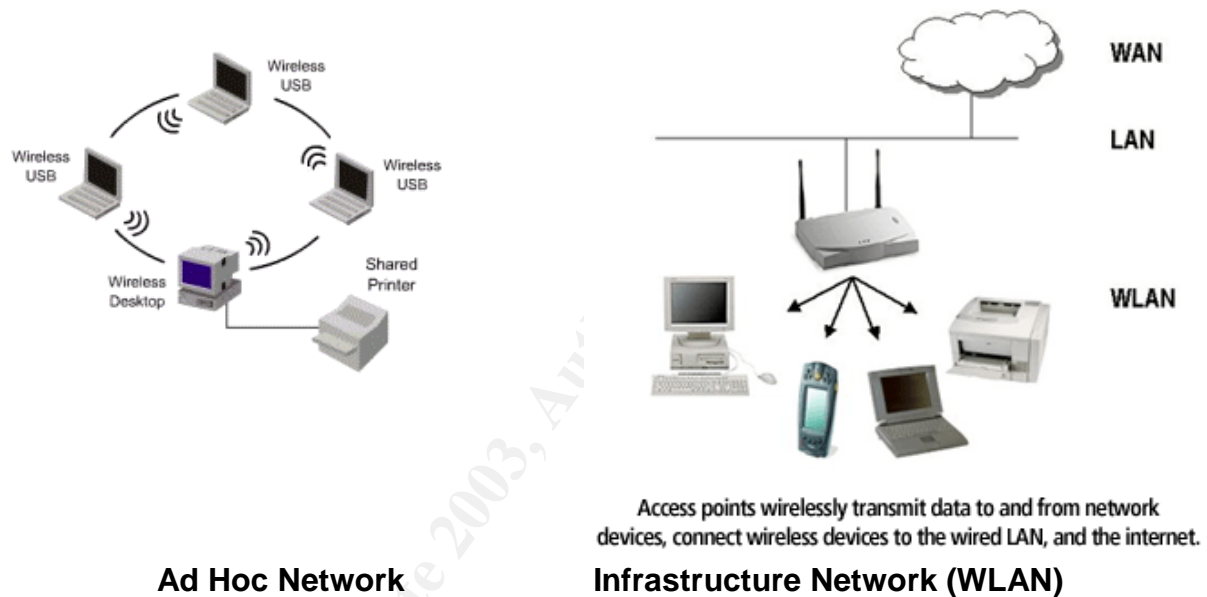 Wireless
USB
Wireless
USB
Wireless
USB
Wireless
Desktop
Shared
Printer
WAN
LAN
WLAN
Access points wirelessly transmit data to and from network
devices, connect wireless devices to the wired LAN, and the internet.
Ad Hoc Network
Infrastructure Network (WLAN)
2003,